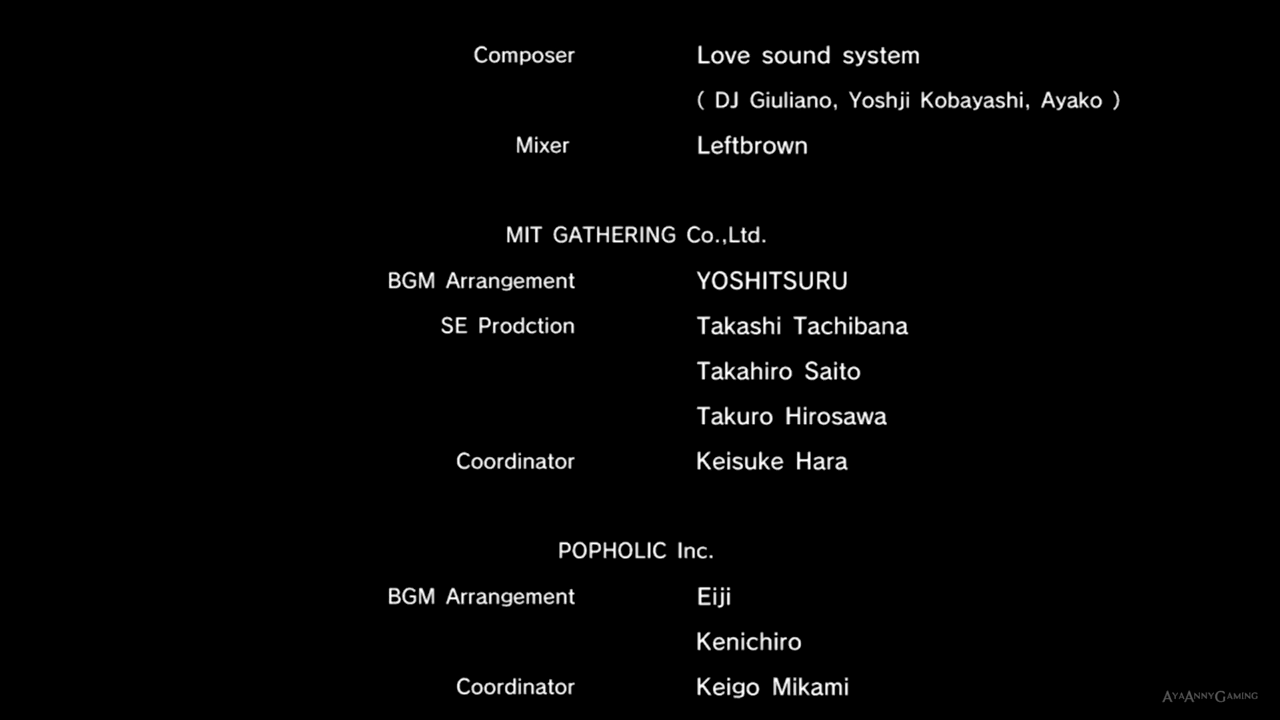 Composer Love sound system
( DJ Giuliano, Yoshji Kobayashi, Ayako )
Mixer Leftbrown
MIT GATHERING Co.,Ltd.
BGM Arrangement YOSHITSURU
SE Prodction Takashi Tachibana
Takahiro Saito
Takuro Hirosawa
Coordinator Keisuke Hara
POPHOLIC Inc.
BGM Arrangement Eiji
Kenichiro
Coordinator Keigo Mikami
AyaAnnyGaming